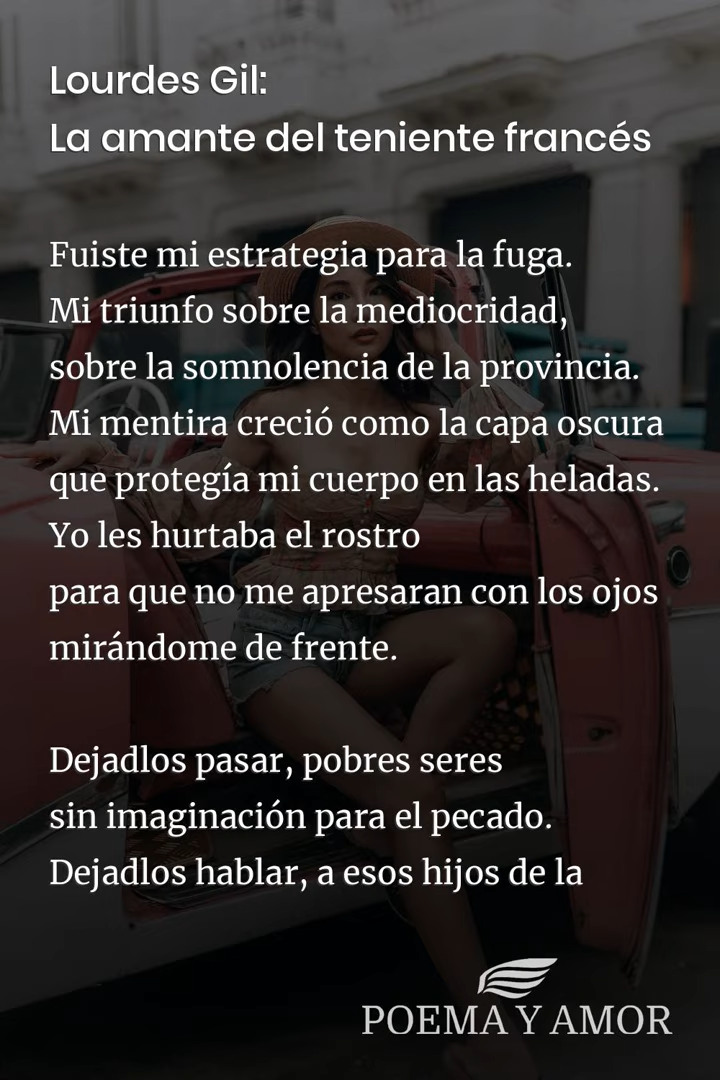 Lourdes Gil:
La amante del teniente francés
Fuiste mi estrategia para la fuga.
Mi triunfo sobre la mediocridad,
sobre la somnolencia de la provincia.
Mi mentira creció como la capa oscura
que protegía mi cuerpo en las heladas.
Yo les hurtaba el rostro
para que no me apresaran con los ojos
mirándome de frente.
Dejadlos pasar, pobres seres
sin imaginación para el pecado.
Dejadlos hablar, a esos hijos de la
POEMA Y AMOR